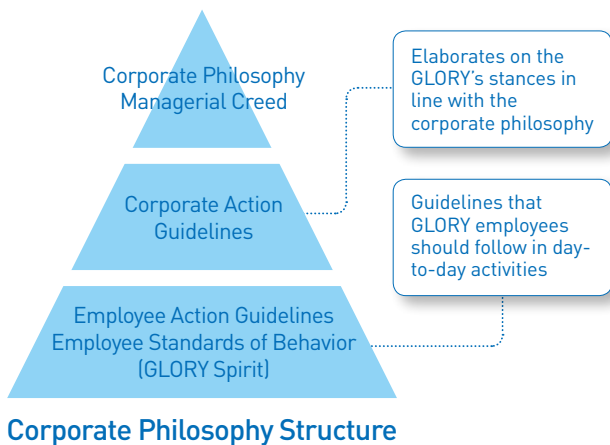 Corporate Philosophy
Managerial Creed
Elaborates on the
GLORY's stances in
line with the
corporate philosophy
Corporate Action
Guidelines
Guidelines that
GLORY employees
should follow in day-
to-day activities
Employee Action Guidelines
Employee Standards of Behavior
(GLORY Spirit)
Corporate Philosophy Structure